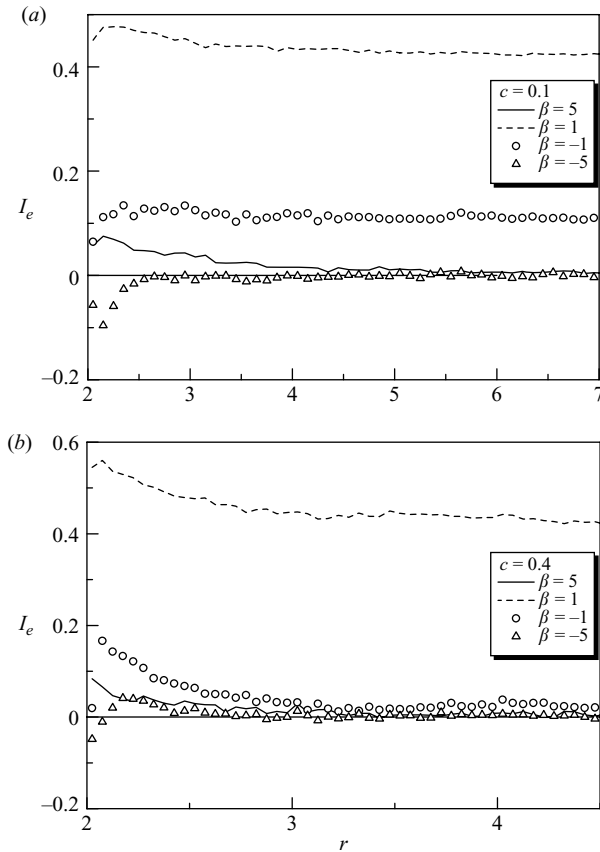 (a)
0.4
0.2
0
–0.2
I_e
c = 0.1
β = 5
β = 1
β = –1
β = –5
2
3
4
5
6
7
(b)
0.6
0.4
0.2
0
–0.2
I_e
c = 0.4
β = 5
β = 1
β = –1
β = –5
2
3
4
r